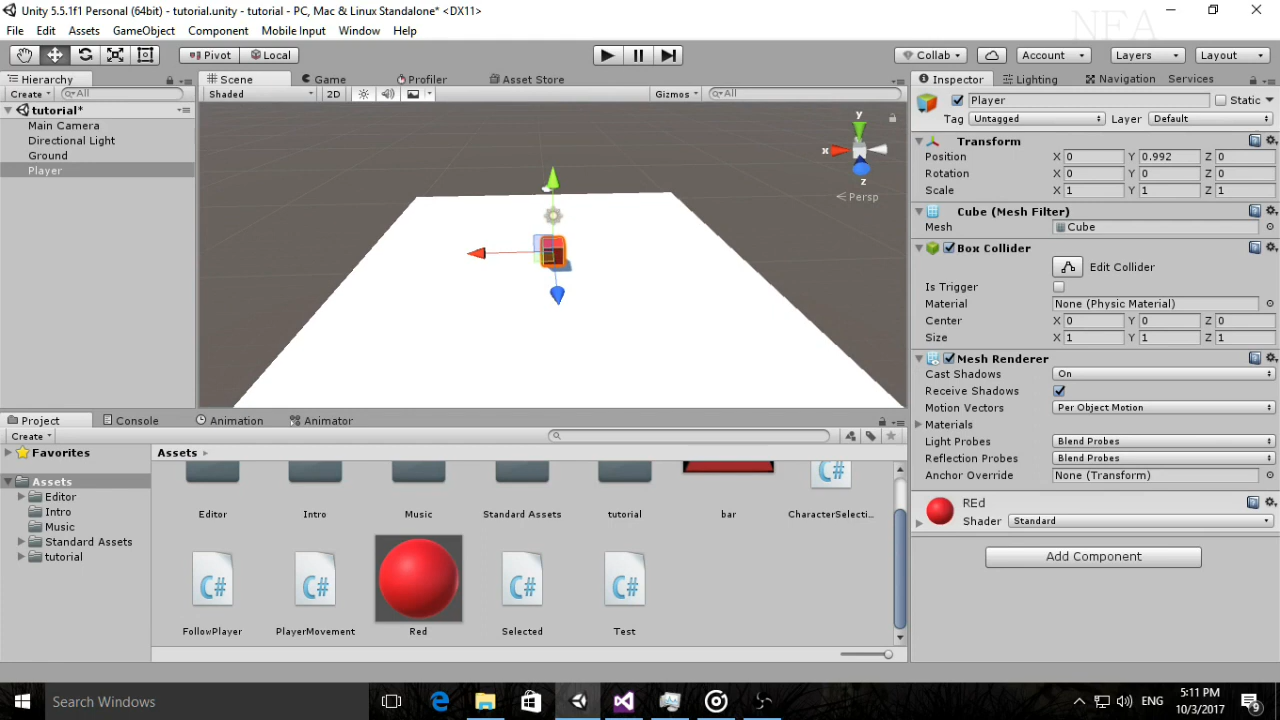 Unity 5.5.1f1 Personal (64bit) - tutorial.unity - tutorial - PC, Mac & Linux Standalone* <DX11>
NFA
File Edit Assets GameObject Component Mobile Input Window Help
Pivot Local Collab Account Layers Layout
Hierarchy Scene Game Profiler Asset Store Inspector Lighting Navigation Services
Create All Shaded 2D Gizmos All Player Static
tutorial* Tag Untagged Layer Default
Main Camera
Directional Light
Ground
Player
y
x
z
Persp
Transform
Position X 0 Y 0.992 Z 0
Rotation X 0 Y 0 Z 0
Scale X 1 Y 1 Z 1
Cube (Mesh Filter)
Mesh Cube
Box Collider
Edit Collider
Is Trigger
Material None (Physic Material)
Center X 0 Y 0 Z 0
Size X 1 Y 1 Z 1
Mesh Renderer
Cast Shadows On
Receive Shadows
Motion Vectors Per Object Motion
Materials
Light Probes Blend Probes
Reflection Probes Blend Probes
Anchor Override None (Transform)
REd
Shader Standard
Add Component
Project Console Animation Animator
Create
Favorites
Assets
Editor
Intro
Music
Standard Assets
tutorial
Assets
Editor Intro Music Standard Assets tutorial bar CharacterSelecti...
C#
C# C# C# C#
FollowPlayer PlayerMovement Red Selected Test
Search Windows ENG 5:11 PM
10/3/2017 9